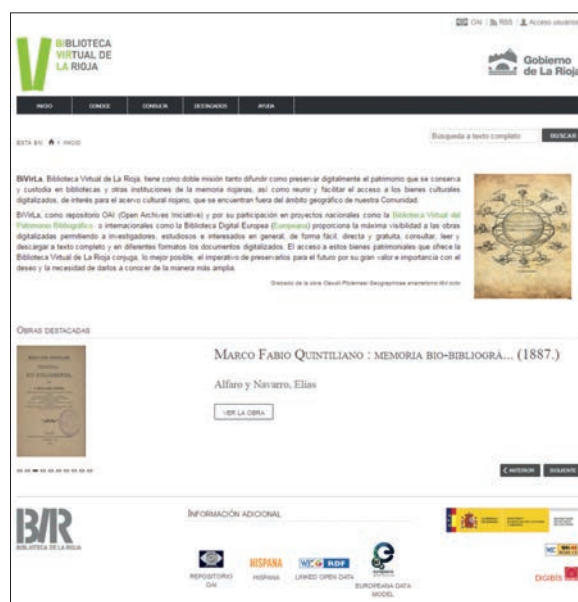 OAI RSS Acceso usuarios
BIBLIOTECA
VIRTUAL DE
LA RIOJA
Gobierno
de La Rioja
INICIO CONOCE CONSULTA DESTACADOS AYUDA
ESTÁ EN: INICIO
Búsqueda a texto completo BUSCAR
BiVirLa, Biblioteca Virtual de La Rioja, tiene como doble misión tanto difundir como preservar digitalmente el patrimonio que se conserva
y custodia en bibliotecas y otras instituciones de la memoria riojanas, así como reunir y facilitar el acceso a los bienes culturales
digitalizados, de interés para el acervo cultural riojano, que se encuentran fuera del ámbito geográfico de nuestra Comunidad.
BiVirLa, como repositorio OAI (Open Archives Iniciative) y por su participación en proyectos nacionales como la Biblioteca Virtual del
Patrimonio Bibliográfico o internacionales como la Biblioteca Digital Europea (Europeana) proporciona la máxima visibilidad a las obras
digitalizadas permitiendo a investigadores, estudiosos e interesados en general, de forma fácil, directa y gratuita, consultar, leer y
descargar a texto completo y en diferentes formatos los documentos digitalizados. El acceso a estos bienes patrimoniales que ofrece la
Biblioteca Virtual de La Rioja conjuga, lo mejor posible, el imperativo de preservarlos para el futuro por su gran valor e importancia con el
deseo y la necesidad de darlos a conocer de la manera más amplia.
Grabado de la obra
OBRAS DESTACADAS
MARCO FABIO QUINTILIANO : MEMORIA BIO-BIBLIOGRÁ... (1887.)
Alfaro y Navarro, Elías
VER LA OBRA
ANTERIOR SIGUIENTE
BR
BIBLIOTECA DE LA RIOJA
INFORMACIÓN ADICIONAL
HISPANA
W3C RDF
REPOSITORIO
OAI
HISPANA
LINKED OPEN DATA
EUROPEANA DATA
MODEL
DIGIBÍS